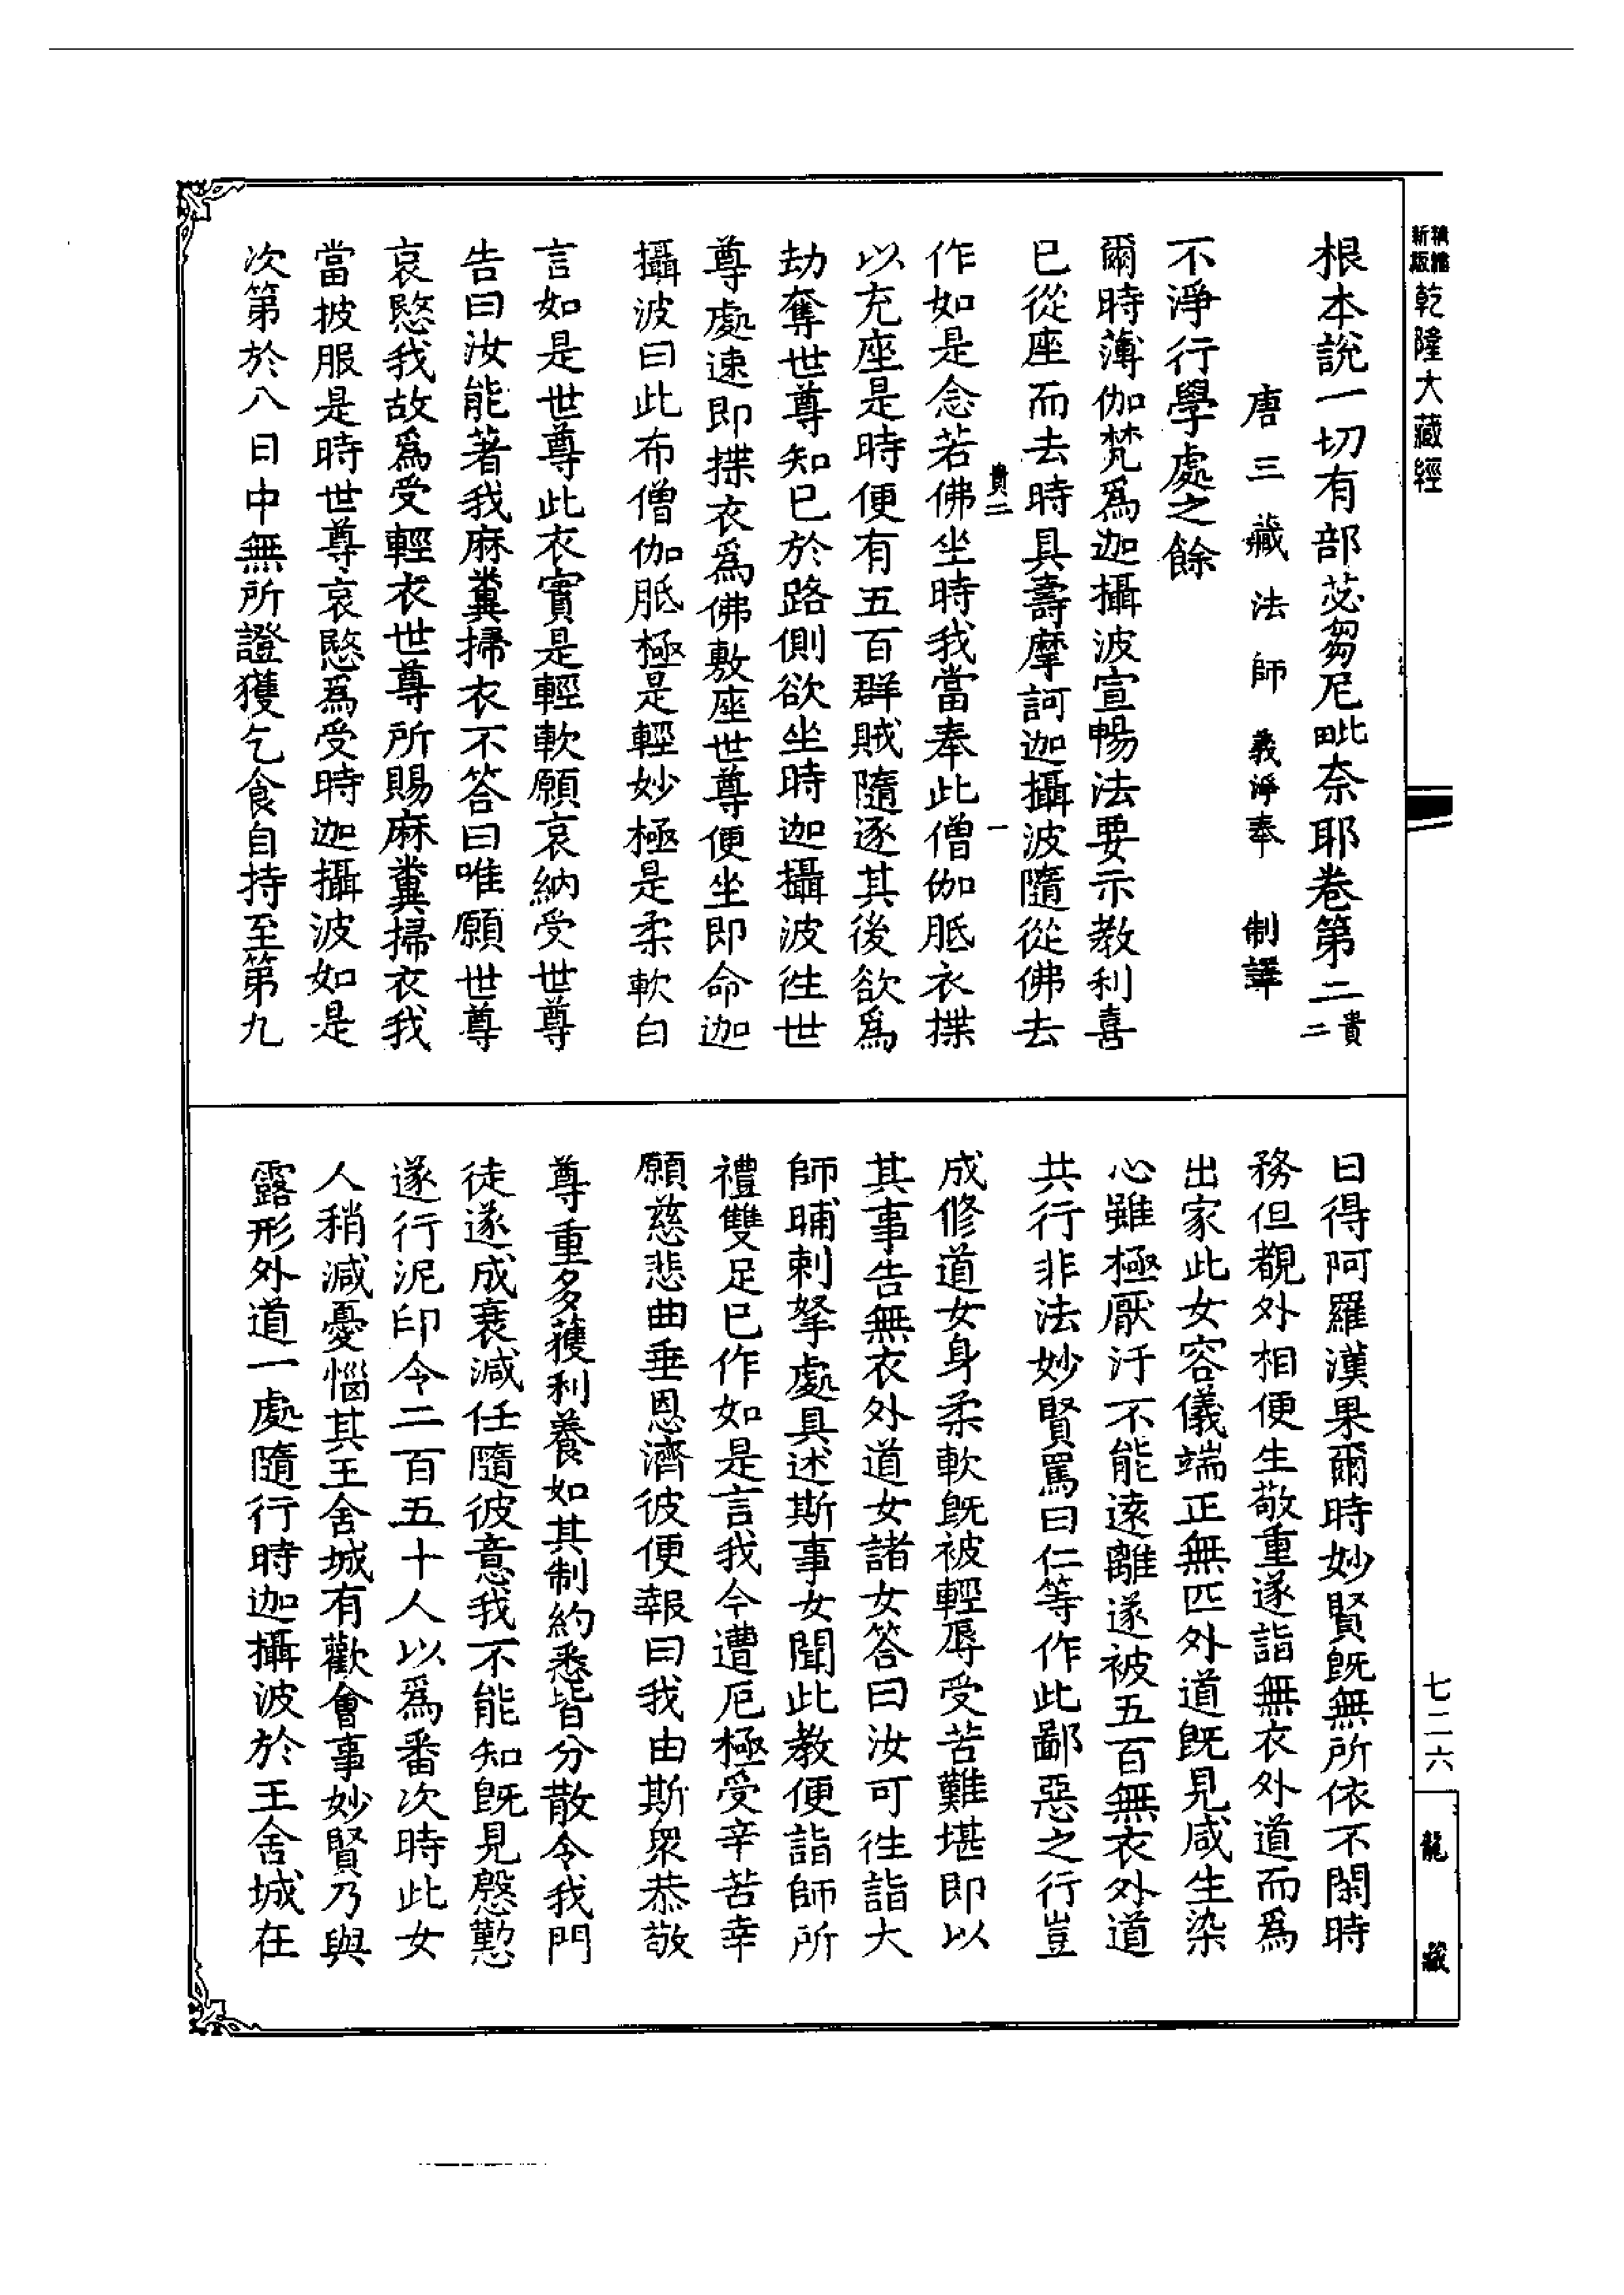 精縮新版乾隆大藏經
根本說一切有部苾芻尼毗奈耶卷第二貴二
唐三藏法師義淨奉制譯
不淨行學處之餘
爾時薄伽梵爲迦攝波宣暢法要示教利喜
已從座而去時具壽摩訶迦攝波隨從佛去
貴二 一
作如是念若佛坐時我當奉此僧伽胝衣揲
以充座是時便有五百群賊隨逐其後欲爲
劫奪世尊知已於路側欲坐時迦攝波往世
尊處速即揲衣爲佛敷座世尊便坐即命迦
攝波曰此布僧伽胝極是輕妙極是柔軟白
言如是世尊此衣實是輕軟願哀納受世尊
告曰汝能著我麻糞掃衣不答曰唯願世尊
哀愍我故爲受輕衣世尊所賜麻糞掃衣我
當披服是時世尊哀愍爲受時迦攝波如是
次第於八日中無所證獲乞食自持至第九
日得阿羅漢果爾時妙賢既無所依不閑時
務但覩外相便生敬重遂詣無衣外道而爲
出家此女容儀端正無匹外道既見咸生染
心雖極厭汙不能遠離遂被五百無衣外道
共行非法妙賢罵曰仁等作此鄙惡之行豈
成修道女身柔軟既被輕辱受苦難堪即以
其事告無衣外道女諸女答曰汝可往詣大
師晡剌拏處具述斯事女聞此教便詣師所
禮雙足已作如是言我今遭厄極受辛苦幸
願慈悲曲垂恩濟彼便報曰我由斯眾恭敬
尊重多獲利養如其制約悉皆分散令我門
徒遂成衰減任隨彼意我不能知既見慇懃
遂行泥印令二百五十人以爲番次時此女
人稍減憂惱其王舍城有歡會事妙賢乃與
露形外道一處隨行時迦攝波於王舍城在
七二六
龍藏